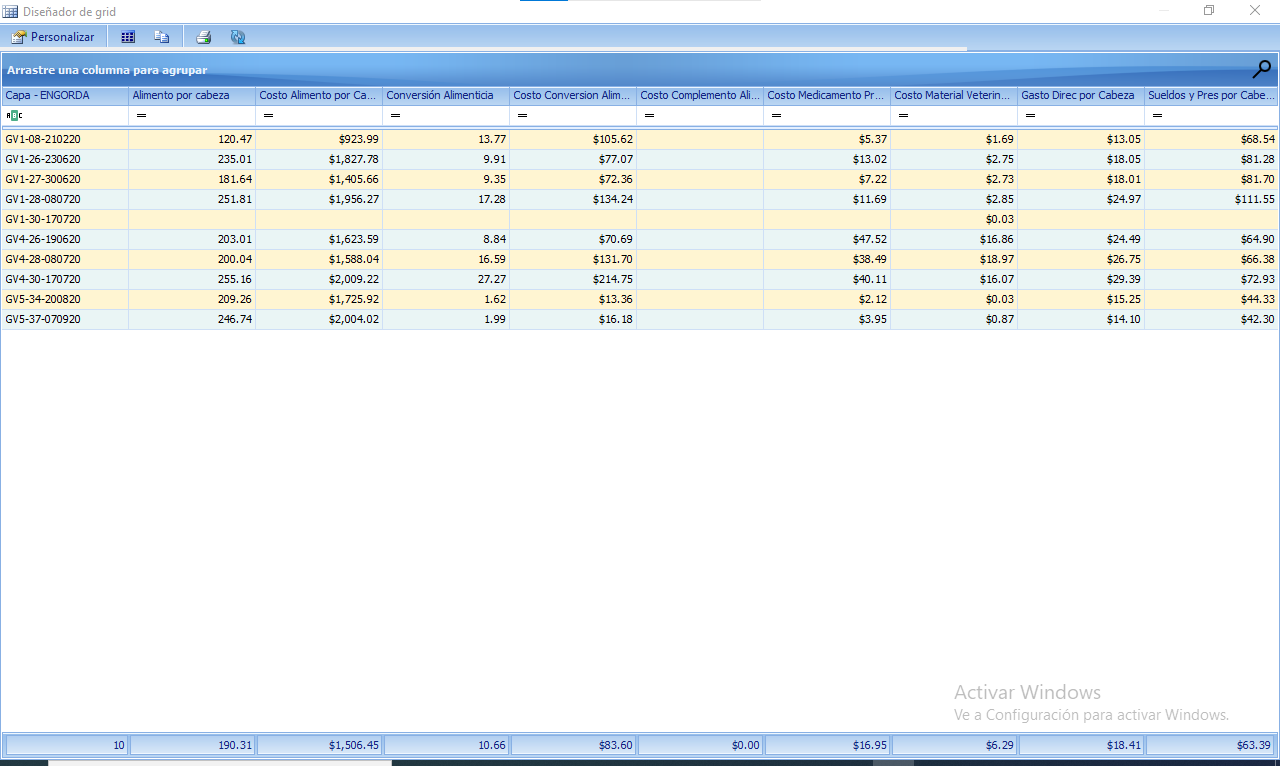 Diseñador de grid
Personalizar
Arrastre una columna para agrupar
Capa - ENGORDA Alimento por cabeza Costo Alimento por Ca... Conversión Alimenticia Costo Conversion Alim... Costo Complemento Ali... Costo Medicamento Pr... Costo Material Veterin... Gasto Direc por Cabeza Sueldos y Pres por Cabe...
ABC = = = = = = = = =
GV1-08-210220 120.47 $923.99 13.77 $105.62 $5.37 $1.69 $13.05 $68.54
GV1-26-230620 235.01 $1,827.78 9.91 $77.07 $13.02 $2.75 $18.05 $81.28
GV1-27-300620 181.64 $1,405.66 9.35 $72.36 $7.22 $2.73 $18.01 $81.70
GV1-28-080720 251.81 $1,956.27 17.28 $134.24 $11.69 $2.85 $24.97 $111.55
GV1-30-170720 $0.03
GV4-26-190620 203.01 $1,623.59 8.84 $70.69 $47.52 $16.86 $24.49 $64.90
GV4-28-080720 200.04 $1,588.04 16.59 $131.70 $38.49 $18.97 $26.75 $66.38
GV4-30-170720 255.16 $2,009.22 27.27 $214.75 $40.11 $16.07 $29.39 $72.93
GV5-34-200820 209.26 $1,725.92 1.62 $13.36 $2.12 $0.03 $15.25 $44.33
GV5-37-070920 246.74 $2,004.02 1.99 $16.18 $3.95 $0.87 $14.10 $42.30
Activar Windows
Ve a Configuración para activar Windows.
10 190.31 $1,506.45 10.66 $83.60 $0.00 $16.95 $6.29 $18.41 $63.39